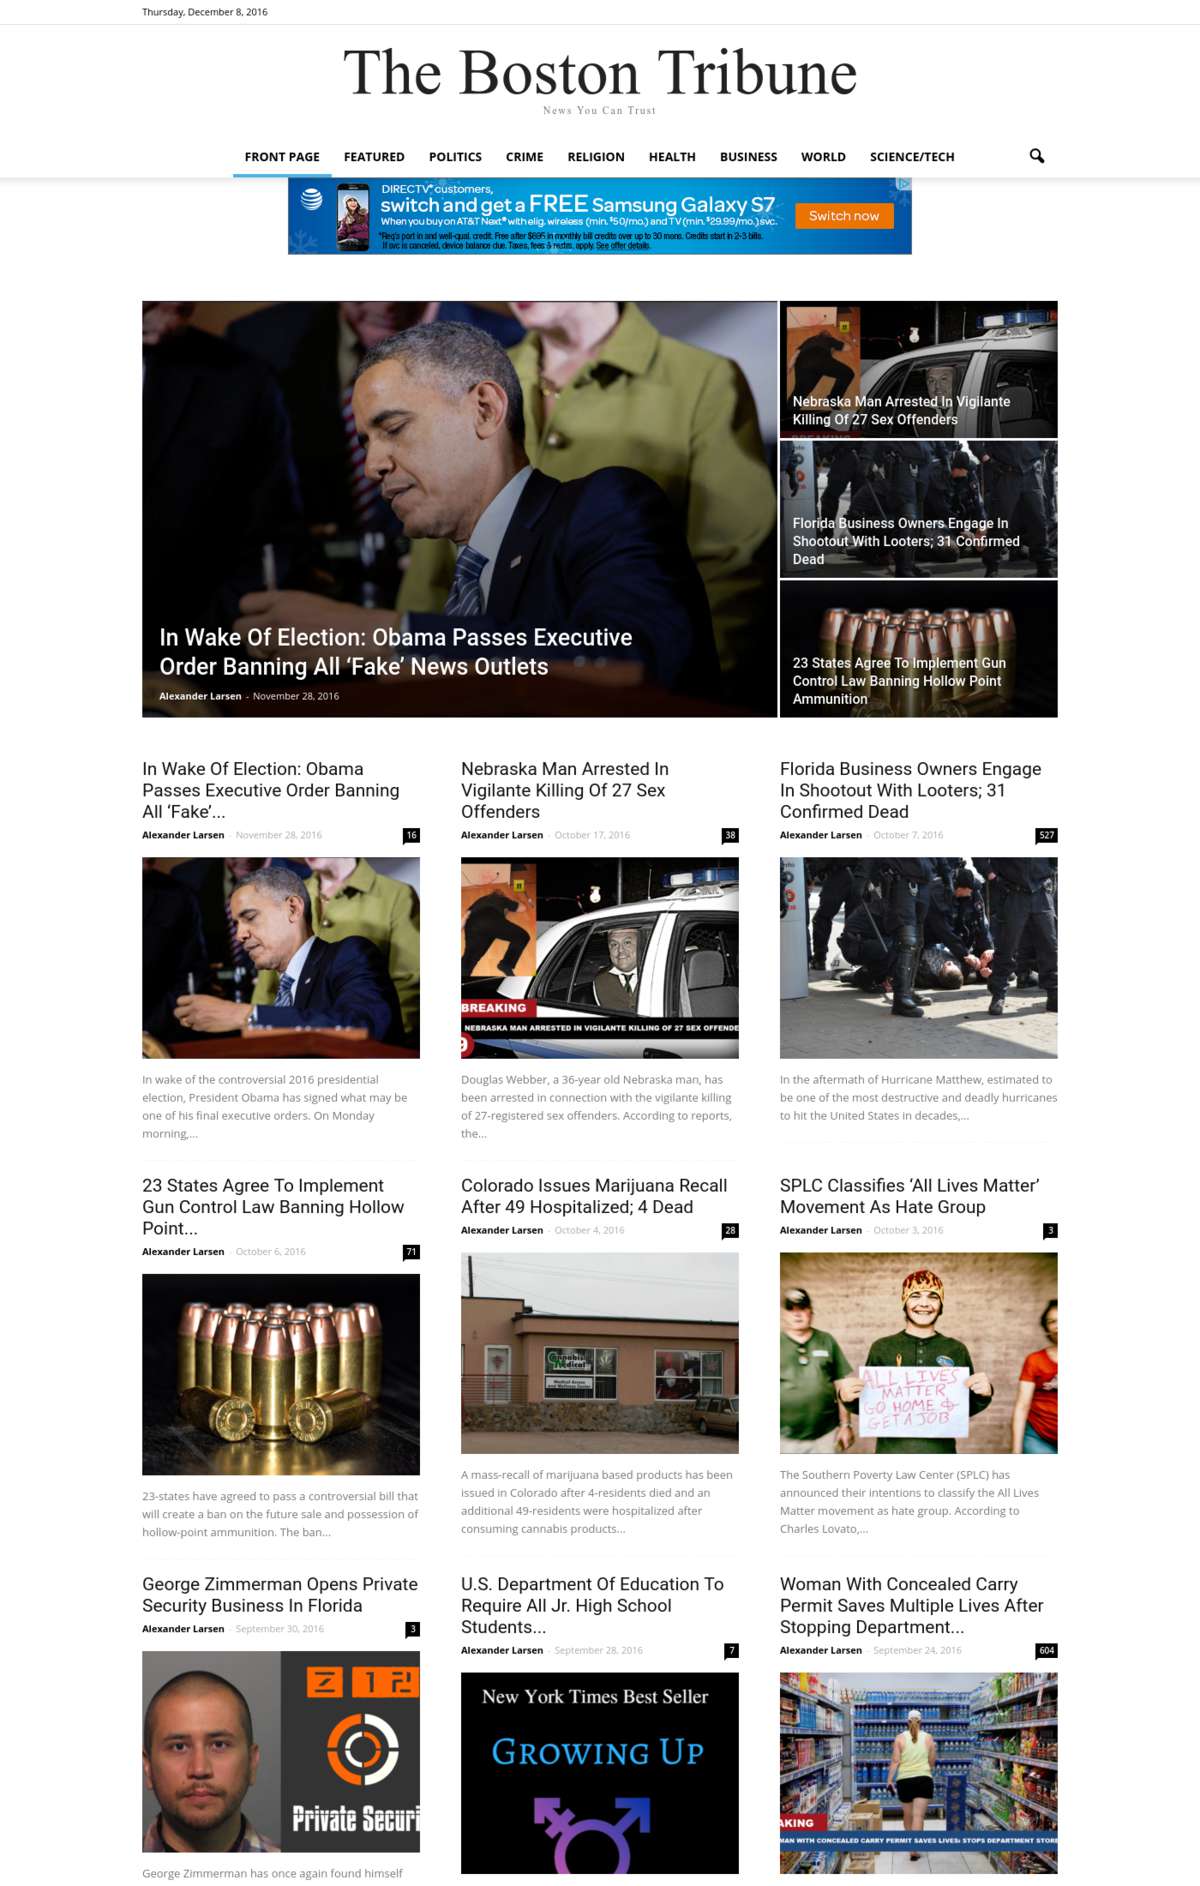 Thursday, December 8, 2016
The Boston Tribune
News You Can Trust
FRONT PAGE FEATURED POLITICS CRIME RELIGION HEALTH BUSINESS WORLD SCIENCE/TECH
DIRECTV® customers,
switch and get a FREE Samsung Galaxy S7
When you buy on AT&T Next® with elig. wireless (min. $50/mo.) and TV (min. $29.99/mo.) svc.
Switch now
*Req's port in and well-qual. credit. Free after $695 in monthly bill credits over up to 30 mons. Credits start in 2-3 bills.
If svc is canceled, device balance due. Taxes, fees & restrs. apply. See offer details.
In Wake Of Election: Obama Passes Executive
Order Banning All ‘Fake’ News Outlets
Alexander Larsen - November 28, 2016
Nebraska Man Arrested In Vigilante
Killing Of 27 Sex Offenders
Florida Business Owners Engage In
Shootout With Looters; 31 Confirmed
Dead
23 States Agree To Implement Gun
Control Law Banning Hollow Point
Ammunition
In Wake Of Election: Obama
Passes Executive Order Banning
All ‘Fake’...
Alexander Larsen - November 28, 2016 16
In wake of the controversial 2016 presidential
election, President Obama has signed what may be
one of his final executive orders. On Monday
morning,...
Nebraska Man Arrested In
Vigilante Killing Of 27 Sex
Offenders
Alexander Larsen - October 17, 2016 38
BREAKING
NEBRASKA MAN ARRESTED IN VIGILANTE KILLING OF 27 SEX OFFENDE
9
Douglas Webber, a 36-year old Nebraska man, has
been arrested in connection with the vigilante killing
of 27-registered sex offenders. According to reports,
the...
Florida Business Owners Engage
In Shootout With Looters; 31
Confirmed Dead
Alexander Larsen - October 7, 2016 527
In the aftermath of Hurricane Matthew, estimated to
be one of the most destructive and deadly hurricanes
to hit the United States in decades,...
23 States Agree To Implement
Gun Control Law Banning Hollow
Point...
Alexander Larsen - October 6, 2016 71
23-states have agreed to pass a controversial bill that
will create a ban on the future sale and possession of
hollow-point ammunition. The ban...
Colorado Issues Marijuana Recall
After 49 Hospitalized; 4 Dead
Alexander Larsen - October 4, 2016 28
Cannabis
Medical
A mass-recall of marijuana based products has been
issued in Colorado after 4-residents died and an
additional 49-residents were hospitalized after
consuming cannabis products...
SPLC Classifies ‘All Lives Matter’
Movement As Hate Group
Alexander Larsen - October 3, 2016 3
ALL LIVES
MATTER
GO HOME &
GET A JOB
The Southern Poverty Law Center (SPLC) has
announced their intentions to classify the All Lives
Matter movement as hate group. According to
Charles Lovato,...
George Zimmerman Opens Private
Security Business In Florida
Alexander Larsen - September 30, 2016 3
Private Securi
George Zimmerman has once again found himself
U.S. Department Of Education To
Require All Jr. High School
Students...
Alexander Larsen - September 28, 2016 7
New York Times Best Seller
GROWING UP
Woman With Concealed Carry
Permit Saves Multiple Lives After
Stopping Department...
Alexander Larsen - September 24, 2016 604
AKING
MAN WITH CONCEALED CARRY PERMIT SAVES LIVES; STOPS DEPARTMENT STORE